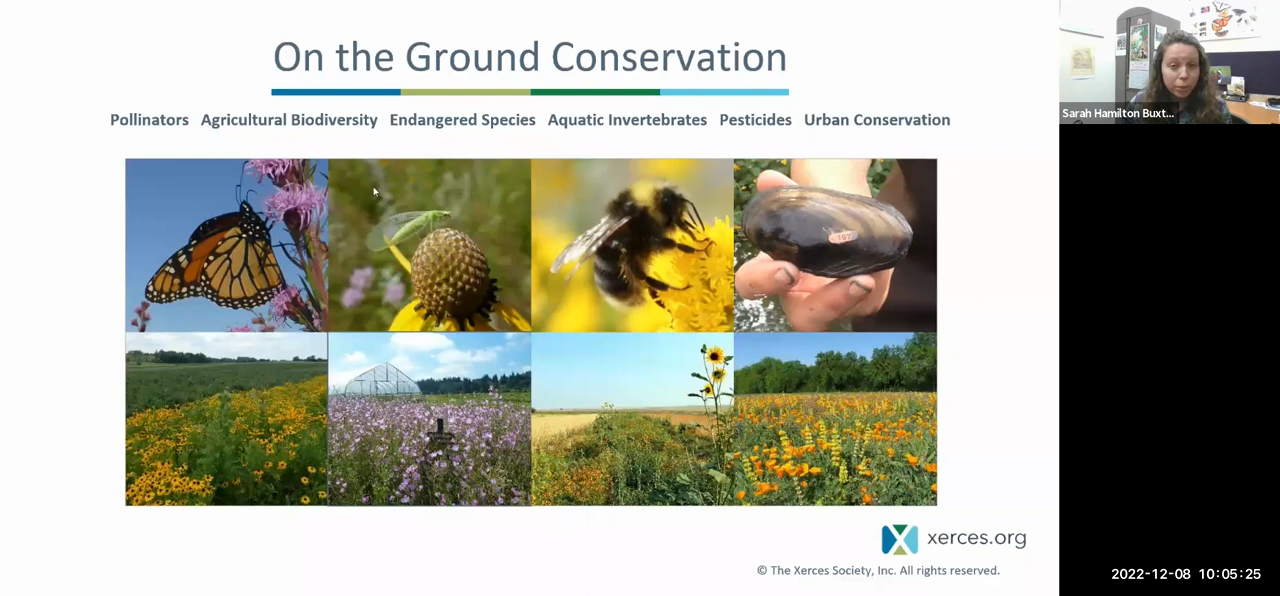 On the Ground Conservation
Pollinators Agricultural Biodiversity Endangered Species Aquatic Invertebrates Pesticides Urban Conservation
Sarah Hamilton Buxt...
197
xerces.org
© The Xerces Society, Inc. All rights reserved.
2022-12-08 10:05:25